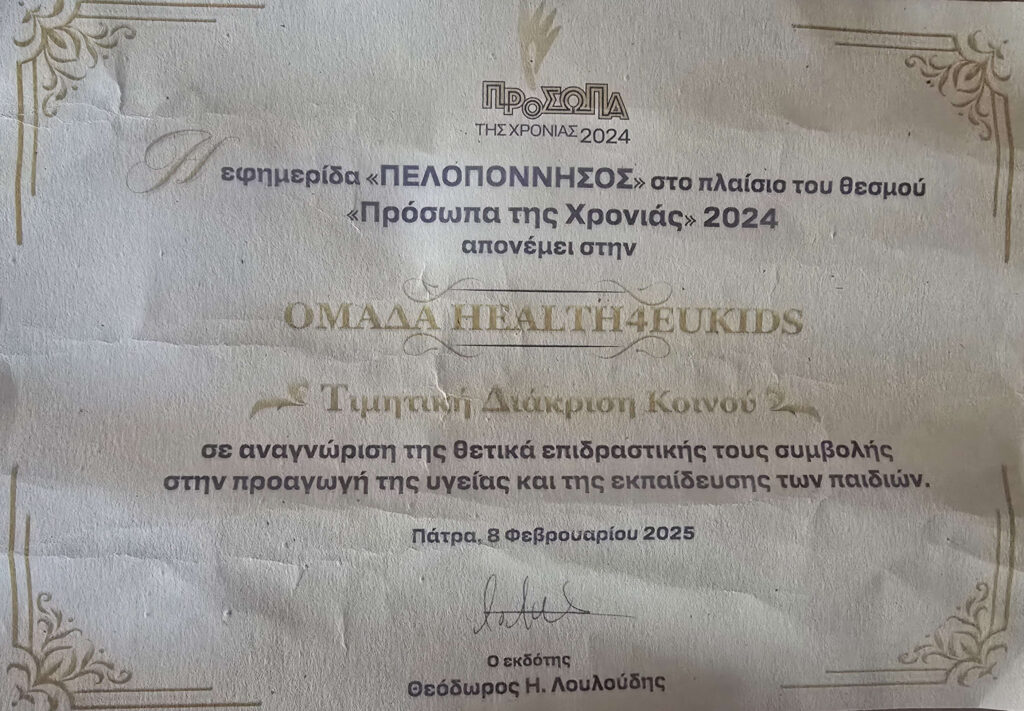 ΠΡΟΣΩΠΑ
ΤΗΣ ΧΡΟΝΙΑΣ 2024
Η εφημερίδα «ΠΕΛΟΠΟΝΝΗΣΟΣ» στο πλαίσιο του θεσμού
«Πρόσωπα της Χρονιάς» 2024
απονέμει στην
ΟΜΑΔΑ HEALTH4EUKIDS
Τιμητική Διάκριση Κοινού
σε αναγνώριση της θετικά επιδραστικής τους συμβολής
στην προαγωγή της υγείας και της εκπαίδευσης των παιδιών.
Πάτρα, 8 Φεβρουαρίου 2025
Ο εκδότης
Θεόδωρος Η. Λουλούδης